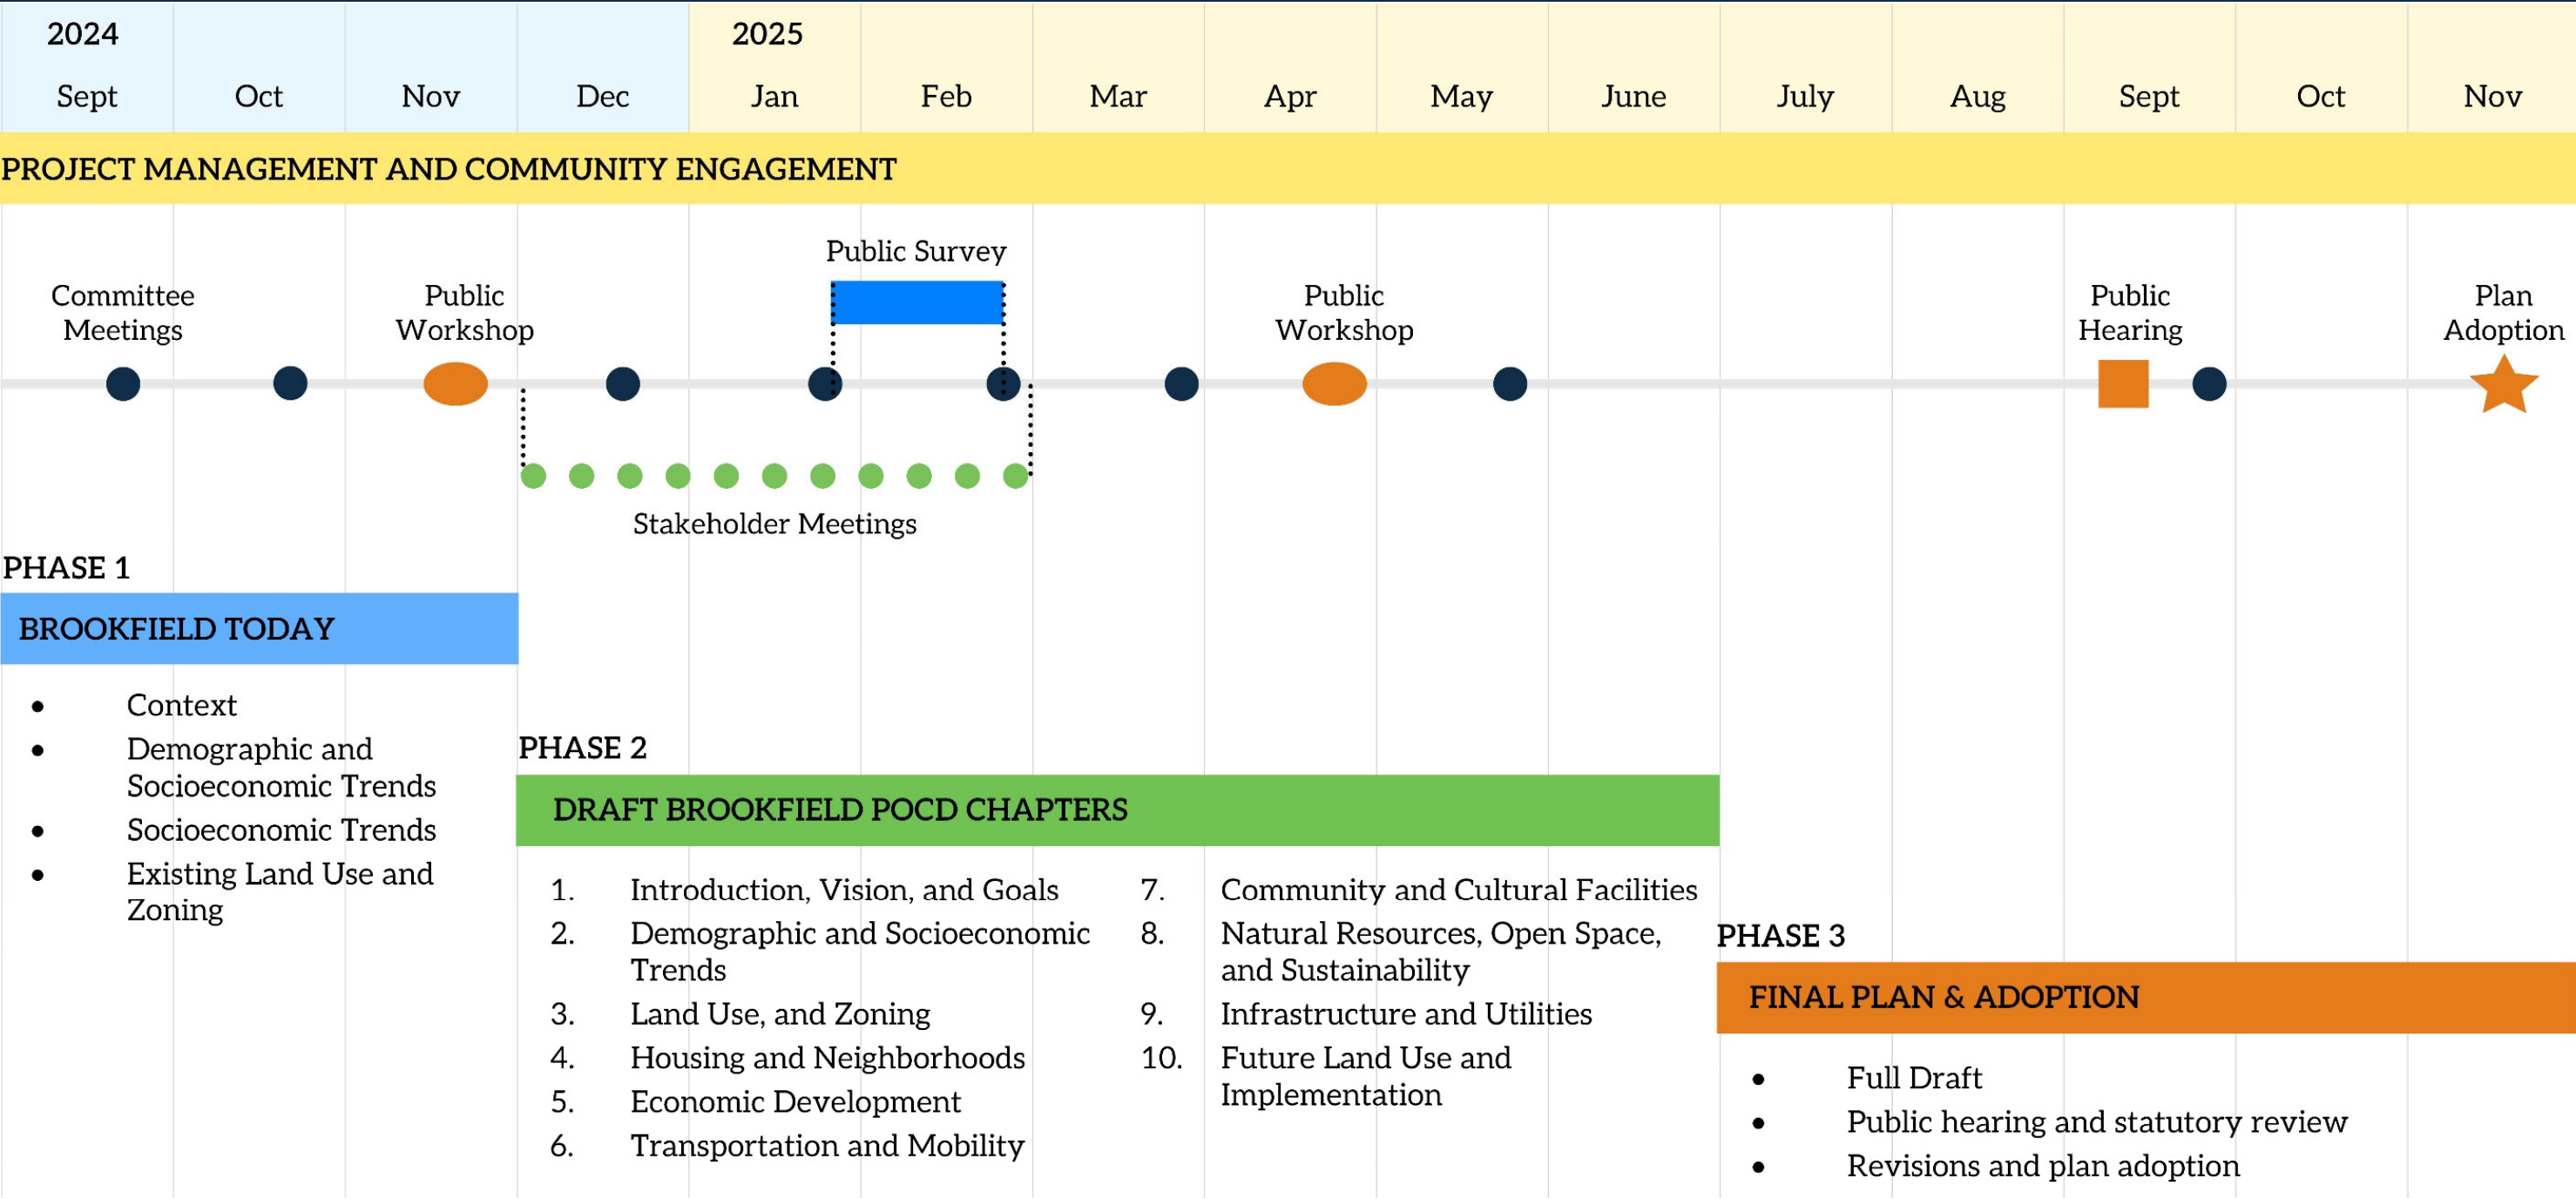 2024
2025
Sept Oct Nov Dec Jan Feb Mar Apr May June July Aug Sept Oct Nov
PROJECT MANAGEMENT AND COMMUNITY ENGAGEMENT
Public Survey
Committee
Meetings
Public
Workshop
Public
Workshop
Public
Hearing
Plan
Adoption
Stakeholder Meetings
PHASE 1
BROOKFIELD TODAY
• Context
• Demographic and
Socioeconomic Trends
• Socioeconomic Trends
• Existing Land Use and
Zoning
PHASE 2
DRAFT BROOKFIELD POCD CHAPTERS
1. Introduction, Vision, and Goals
2. Demographic and Socioeconomic
Trends
3. Land Use, and Zoning
4. Housing and Neighborhoods
5. Economic Development
6. Transportation and Mobility
7. Community and Cultural Facilities
8. Natural Resources, Open Space,
and Sustainability
9. Infrastructure and Utilities
10. Future Land Use and
Implementation
PHASE 3
FINAL PLAN & ADOPTION
• Full Draft
• Public hearing and statutory review
• Revisions and plan adoption